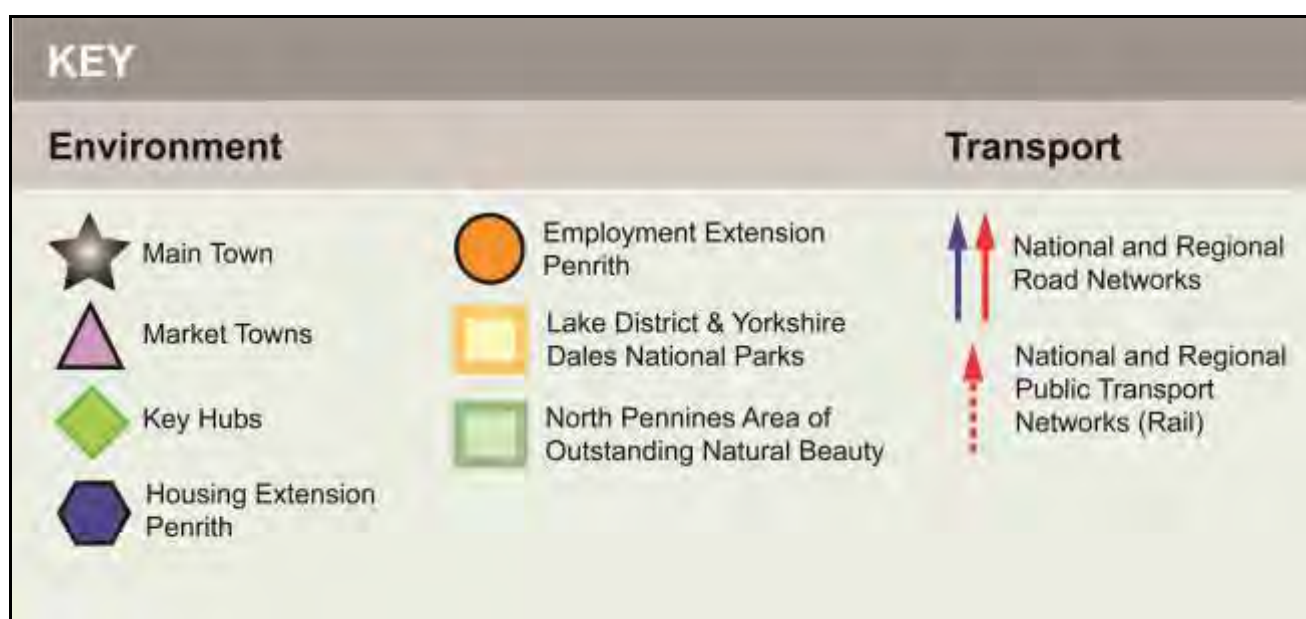 KEY
Environment
Transport
Main Town
Market Towns
Key Hubs
Housing Extension
Penrith
Employment Extension
Penrith
Lake District & Yorkshire
Dales National Parks
North Pennines Area of
Outstanding Natural Beauty
National and Regional
Road Networks
National and Regional
Public Transport
Networks (Rail)